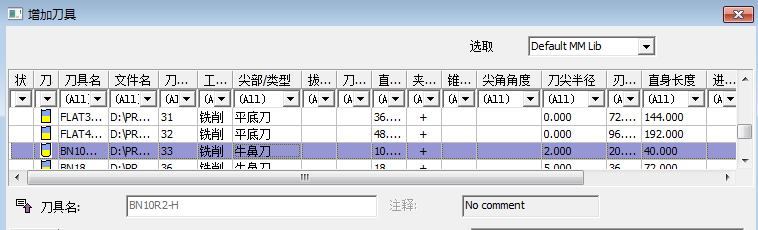 增加刀具
选取 Default MM Lib
状 刀 刀具名 文件名 刀... 工... 尖部/类型 拔... 刀... 直... 夹... 锥... 尖角角度 刀尖半径 刃... 直身长度 进...
(All) (All) (Al (All) (A (A (A (A (A (All) (All) (A (All) (A
FLAT3... D:\PR... 31 铣削 平底刀 36.... + 0.000 72.... 144.000
FLAT4... D:\PR... 32 铣削 平底刀 48.... + 0.000 96.... 192.000
BN10... D:\PR... 33 铣削 牛鼻刀 10.... + 2.000 20.... 40.000
BN18 D:\PR 36 铣削 牛鼻刀 18 + 5.000 36 72.000
刀具名: BN10R2-H 注释: No comment